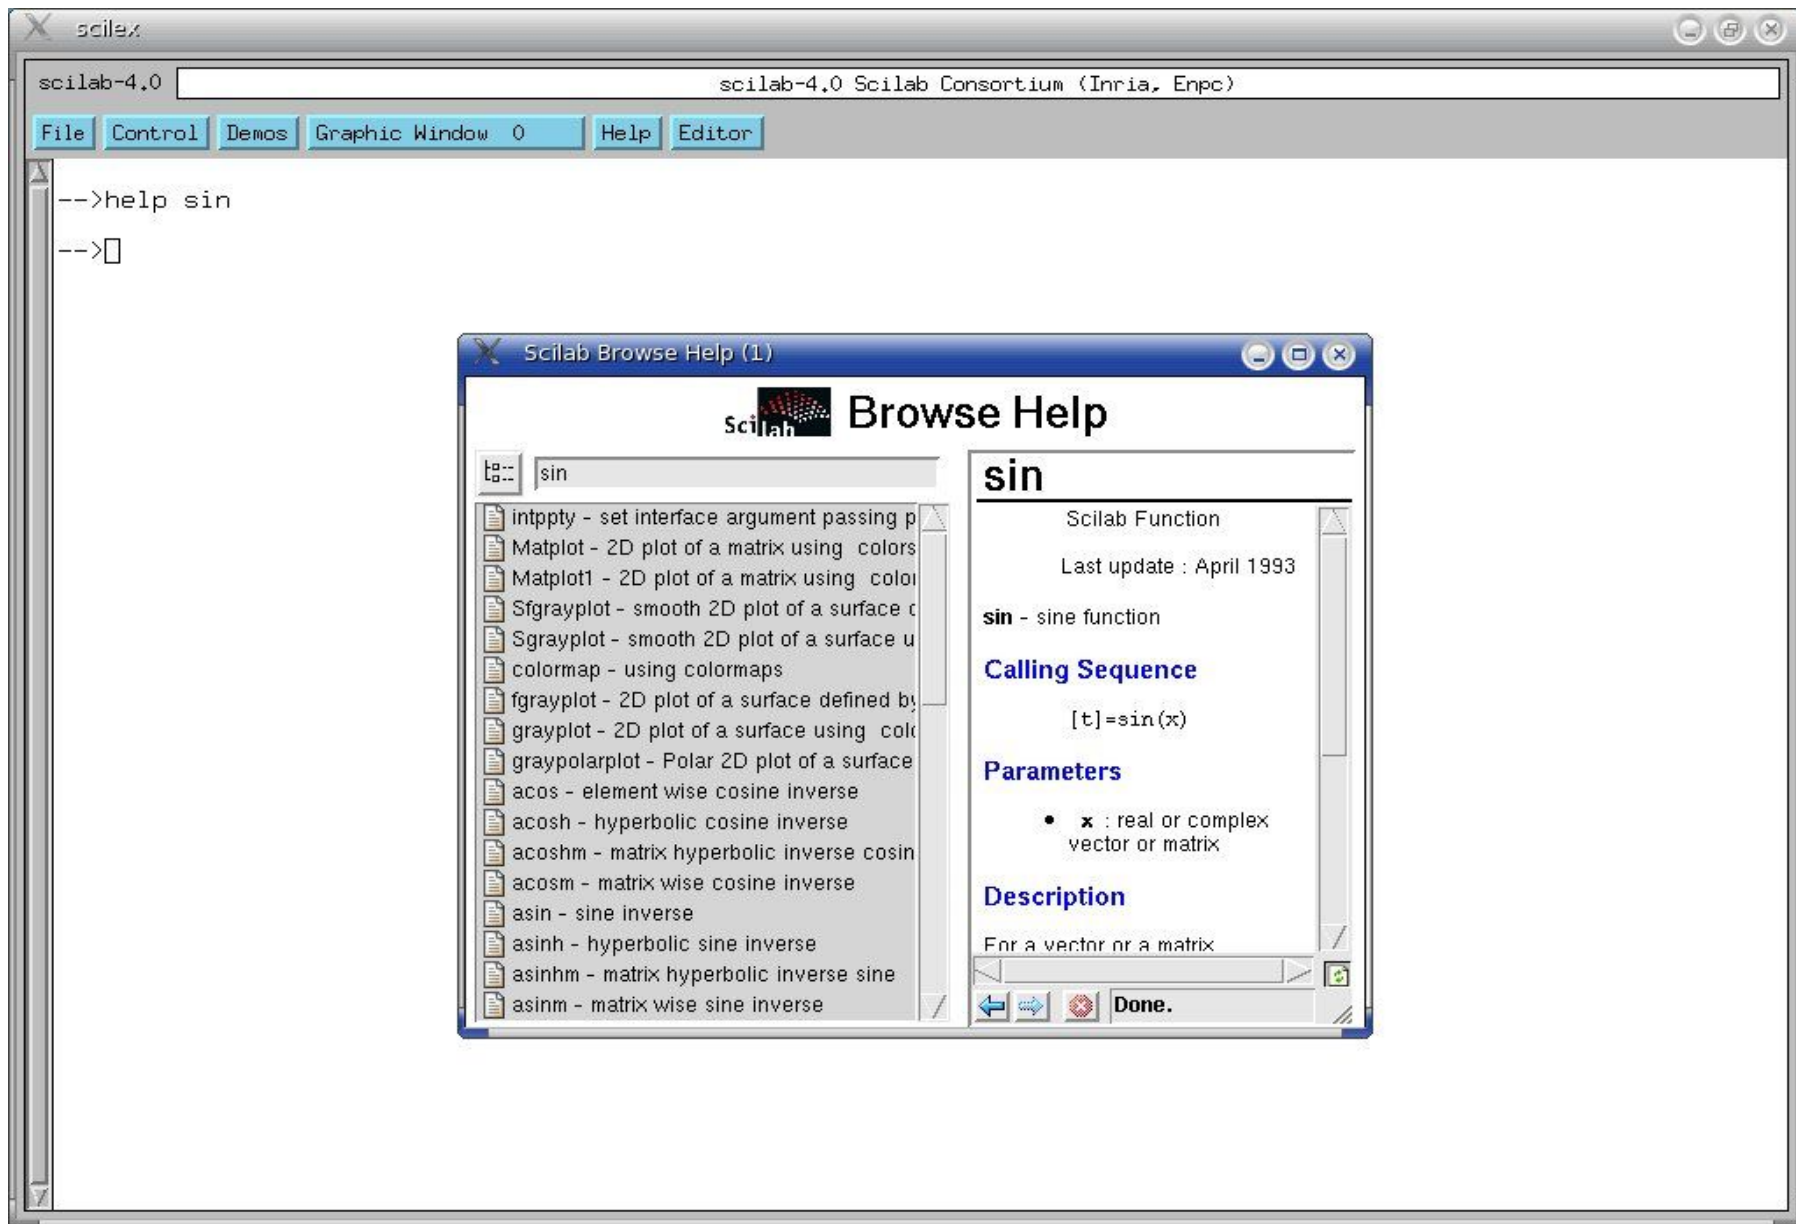 scilex
scilab-4.0 scilab-4.0 Scilab Consortium (Inria, Enpc)
File Control Demos Graphic Window 0 Help Editor
-->help sin
-->
Scilab Browse Help (1)
Scilab Browse Help
sin
intppty - set interface argument passing p
Matplot - 2D plot of a matrix using colors
Matplot1 - 2D plot of a matrix using color
Sfgrayplot - smooth 2D plot of a surface
Sgrayplot - smooth 2D plot of a surface u
colormap - using colormaps
fgrayplot - 2D plot of a surface defined by
grayplot - 2D plot of a surface using colo
graypolarplot - Polar 2D plot of a surface
acos - element wise cosine inverse
acosh - hyperbolic cosine inverse
acoshm - matrix hyperbolic inverse cosin
acosm - matrix wise cosine inverse
asin - sine inverse
asinh - hyperbolic sine inverse
asinhm - matrix hyperbolic inverse sine
asinm - matrix wise sine inverse
sin
Scilab Function
Last update : April 1993
sin - sine function
Calling Sequence
[t]=sin(x)
Parameters
• x : real or complex
vector or matrix
Description
For a vector or a matrix
Done.